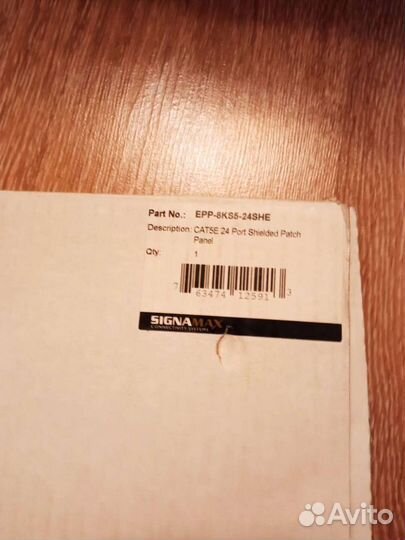 Part No.: EPP-8KS5-24SHE
Description: CAT5E 24 Port Shielded Patch
Panel
Qty: 1
7 63474 12591 3
SIGNAMAX
CONNECTIVITY SYSTEMS
Avito